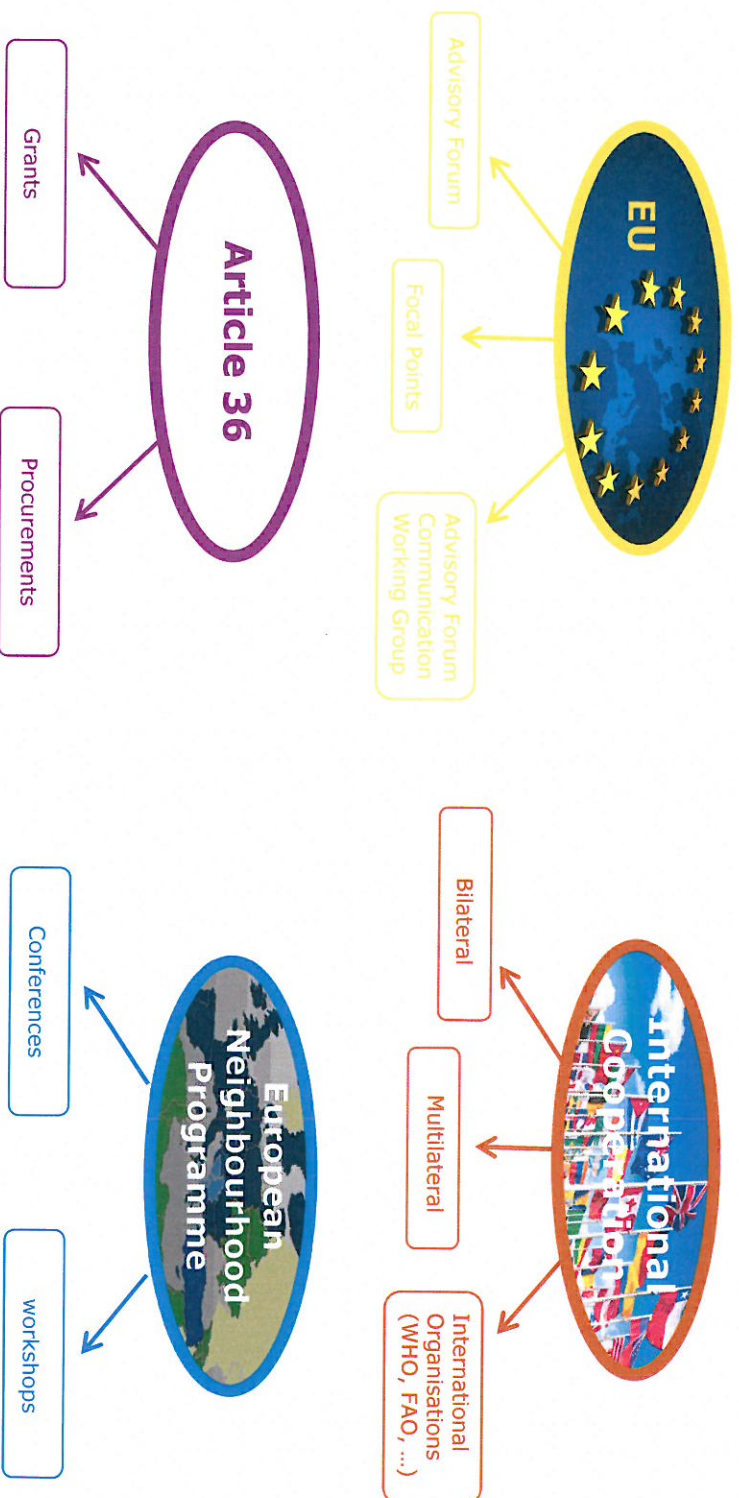 EU
Advisory Forum
Focal Points
Advisory Forum
Communication
Working Group
International
Cooperation
Bilateral
Multilateral
International
Organisations
(WHO, FAO, ...)
Article 36
Grants
Procurements
European
Neighbourhood
Programme
Conferences
workshops